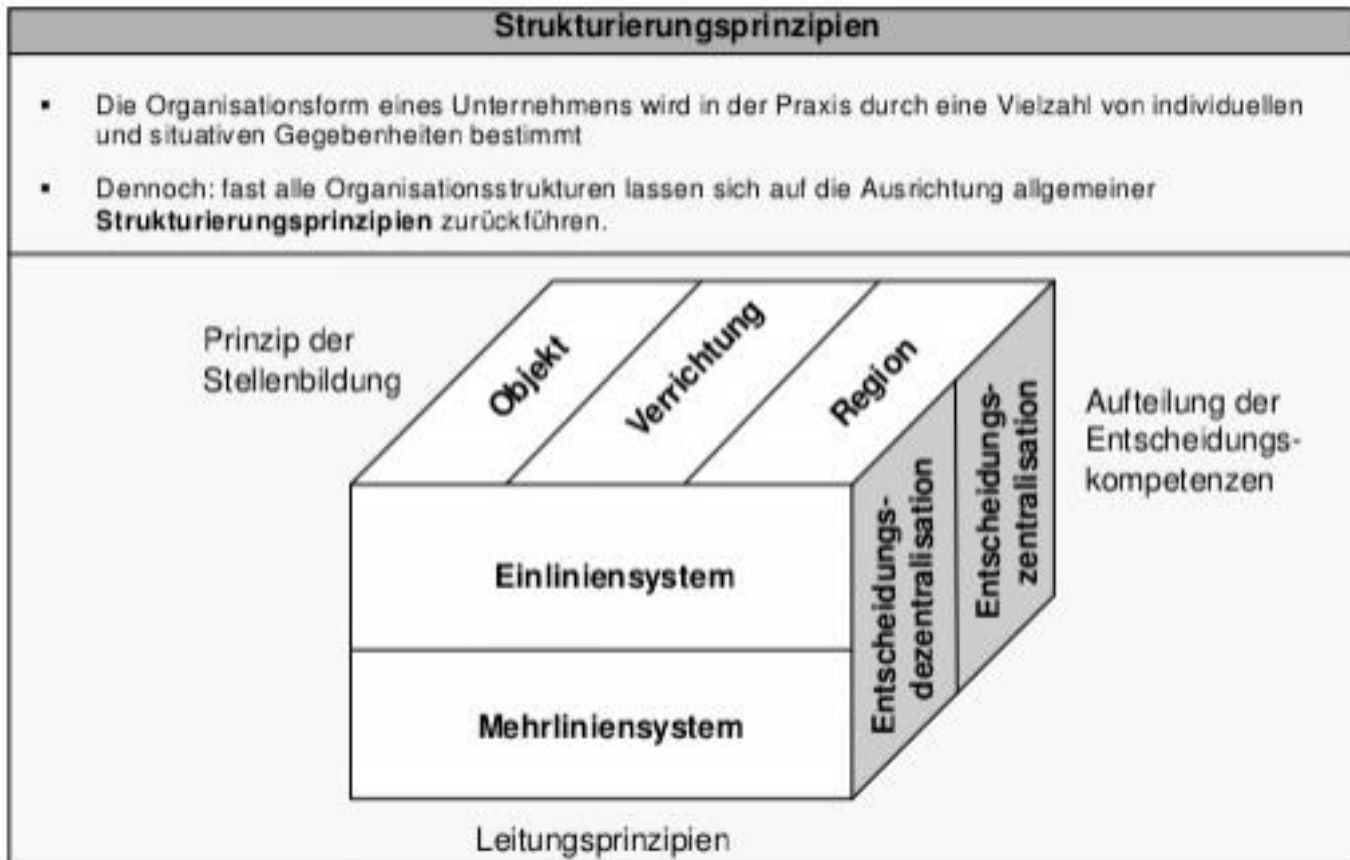 Strukturierungsprinzipien
▪ Die Organisationsform eines Unternehmens wird in der Praxis durch eine Vielzahl von individuellen
und situativen Gegebenheiten bestimmt
▪ Dennoch: fast alle Organisationsstrukturen lassen sich auf die Ausrichtung allgemeiner
Strukturierungsprinzipien zurückführen.
Prinzip der
Stellenbildung
Objekt
Verrichtung
Region
Aufteilung der
Entscheidungs-
kompetenzen
Einliniensystem
Mehrliniensystem
Entscheidungs-
dezentralisation
Entscheidungs-
zentralisation
Leitungsprinzipien